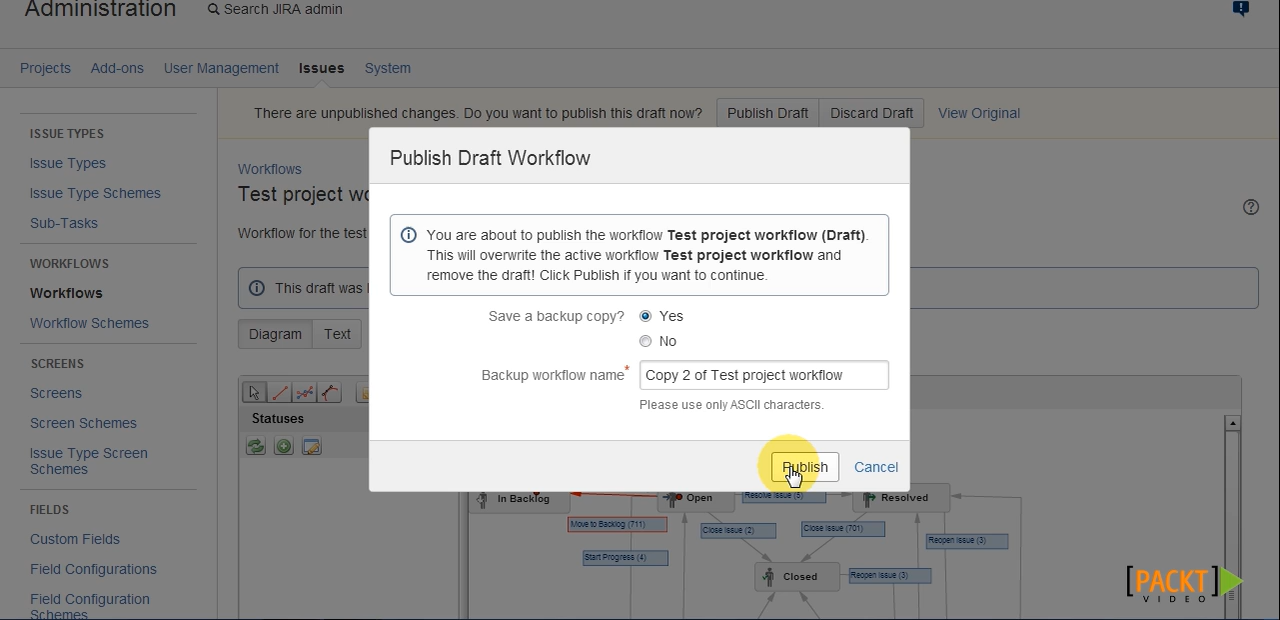 Administration
Search JIRA admin
Projects
Add-ons
User Management
Issues
System
There are unpublished changes. Do you want to publish this draft now?
Publish Draft
Discard Draft
View Original
ISSUE TYPES
Issue Types
Issue Type Schemes
Sub-Tasks
WORKFLOWS
Workflows
Workflow Schemes
SCREENS
Screens
Screen Schemes
Issue Type Screen
Schemes
FIELDS
Custom Fields
Field Configurations
Field Configuration
Schemes
Workflows
Test project wo
Workflow for the test
This draft was l
Diagram
Text
Statuses
Publish Draft Workflow
You are about to publish the workflow Test project workflow (Draft).
This will overwrite the active workflow Test project workflow and
remove the draft! Click Publish if you want to continue.
Save a backup copy?
Yes
No
Backup workflow name*
Copy 2 of Test project workflow
Please use only ASCII characters.
Publish
Cancel
In Backlog
Open
Resolve Issue (5)
Resolved
Move to Backlog (711)
Close Issue (2)
Close Issue (701)
Reopen Issue (3)
Start Progress (4)
Closed
Reopen Issue (3)
[PACKT]
VIDEO